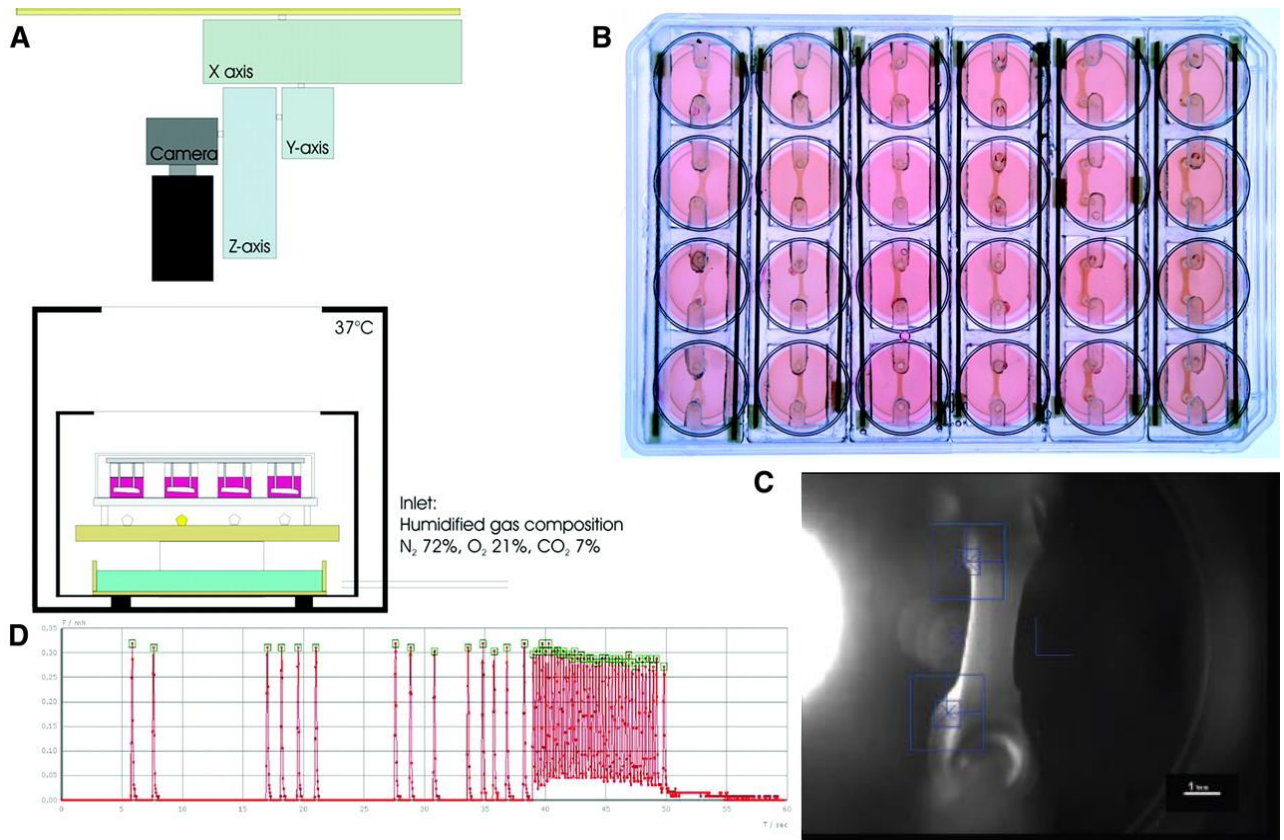 A
X axis
Camera
Y-axis
Z-axis
37°C
Inlet:
Humidified gas composition
N₂ 72%, O₂ 21%, CO₂ 7%
B
C
1 mm
D
F / mN
0,35
0,30
0,25
0,20
0,15
0,10
0,05
0,00
0 5 10 15 20 25 30 35 40 45 50 55 60
T / sec